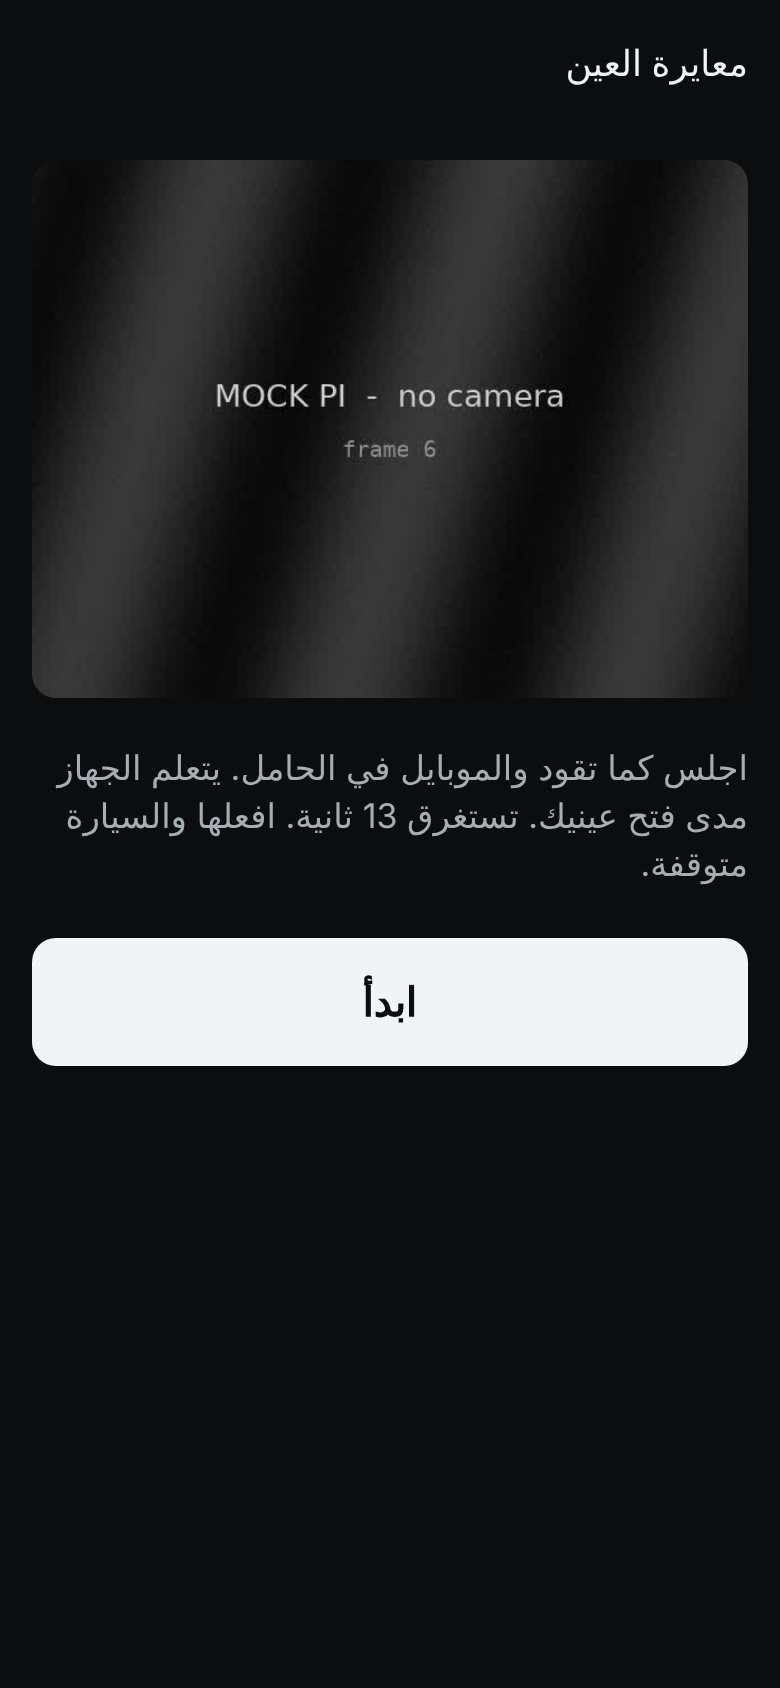 معايرة العين
MOCK PI - no camera
frame 6
اجلس كما تقود والموبايل في الحامل. يتعلم الجهاز
مدى فتح عينيك. تستغرق 13 ثانية. افعلها والسيارة
متوقفة.
ابدأ